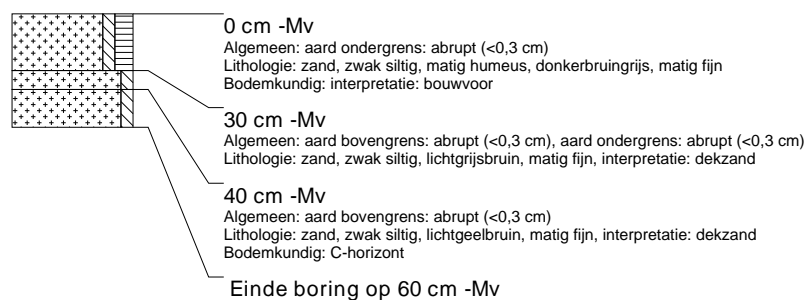 0 cm -Mv
Algemeen: aard ondergrens: abrupt (<0,3 cm)
Lithologie: zand, zwak siltig, matig humeus, donkerbruingrijs, matig fijn
Bodemkundig: interpretatie: bouwvoor
30 cm -Mv
Algemeen: aard bovengrens: abrupt (<0,3 cm), aard ondergrens: abrupt (<0,3 cm)
Lithologie: zand, zwak siltig, lichtgrijsbruin, matig fijn, interpretatie: dekzand
40 cm -Mv
Algemeen: aard bovengrens: abrupt (<0,3 cm)
Lithologie: zand, zwak siltig, lichtgeelbruin, matig fijn, interpretatie: dekzand
Bodemkundig: C-horizont
Einde boring op 60 cm -Mv